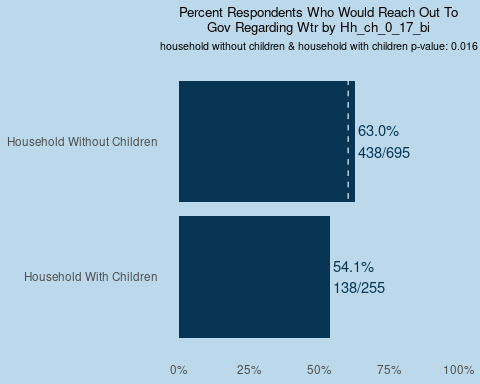 Percent Respondents Who Would Reach Out To
Gov Regarding Wtr by Hh_ch_0_17_bi
household without children & household with children p-value: 0.016
Household Without Children
63.0%
438/695
Household With Children
54.1%
138/255
0%
25%
50%
75%
100%